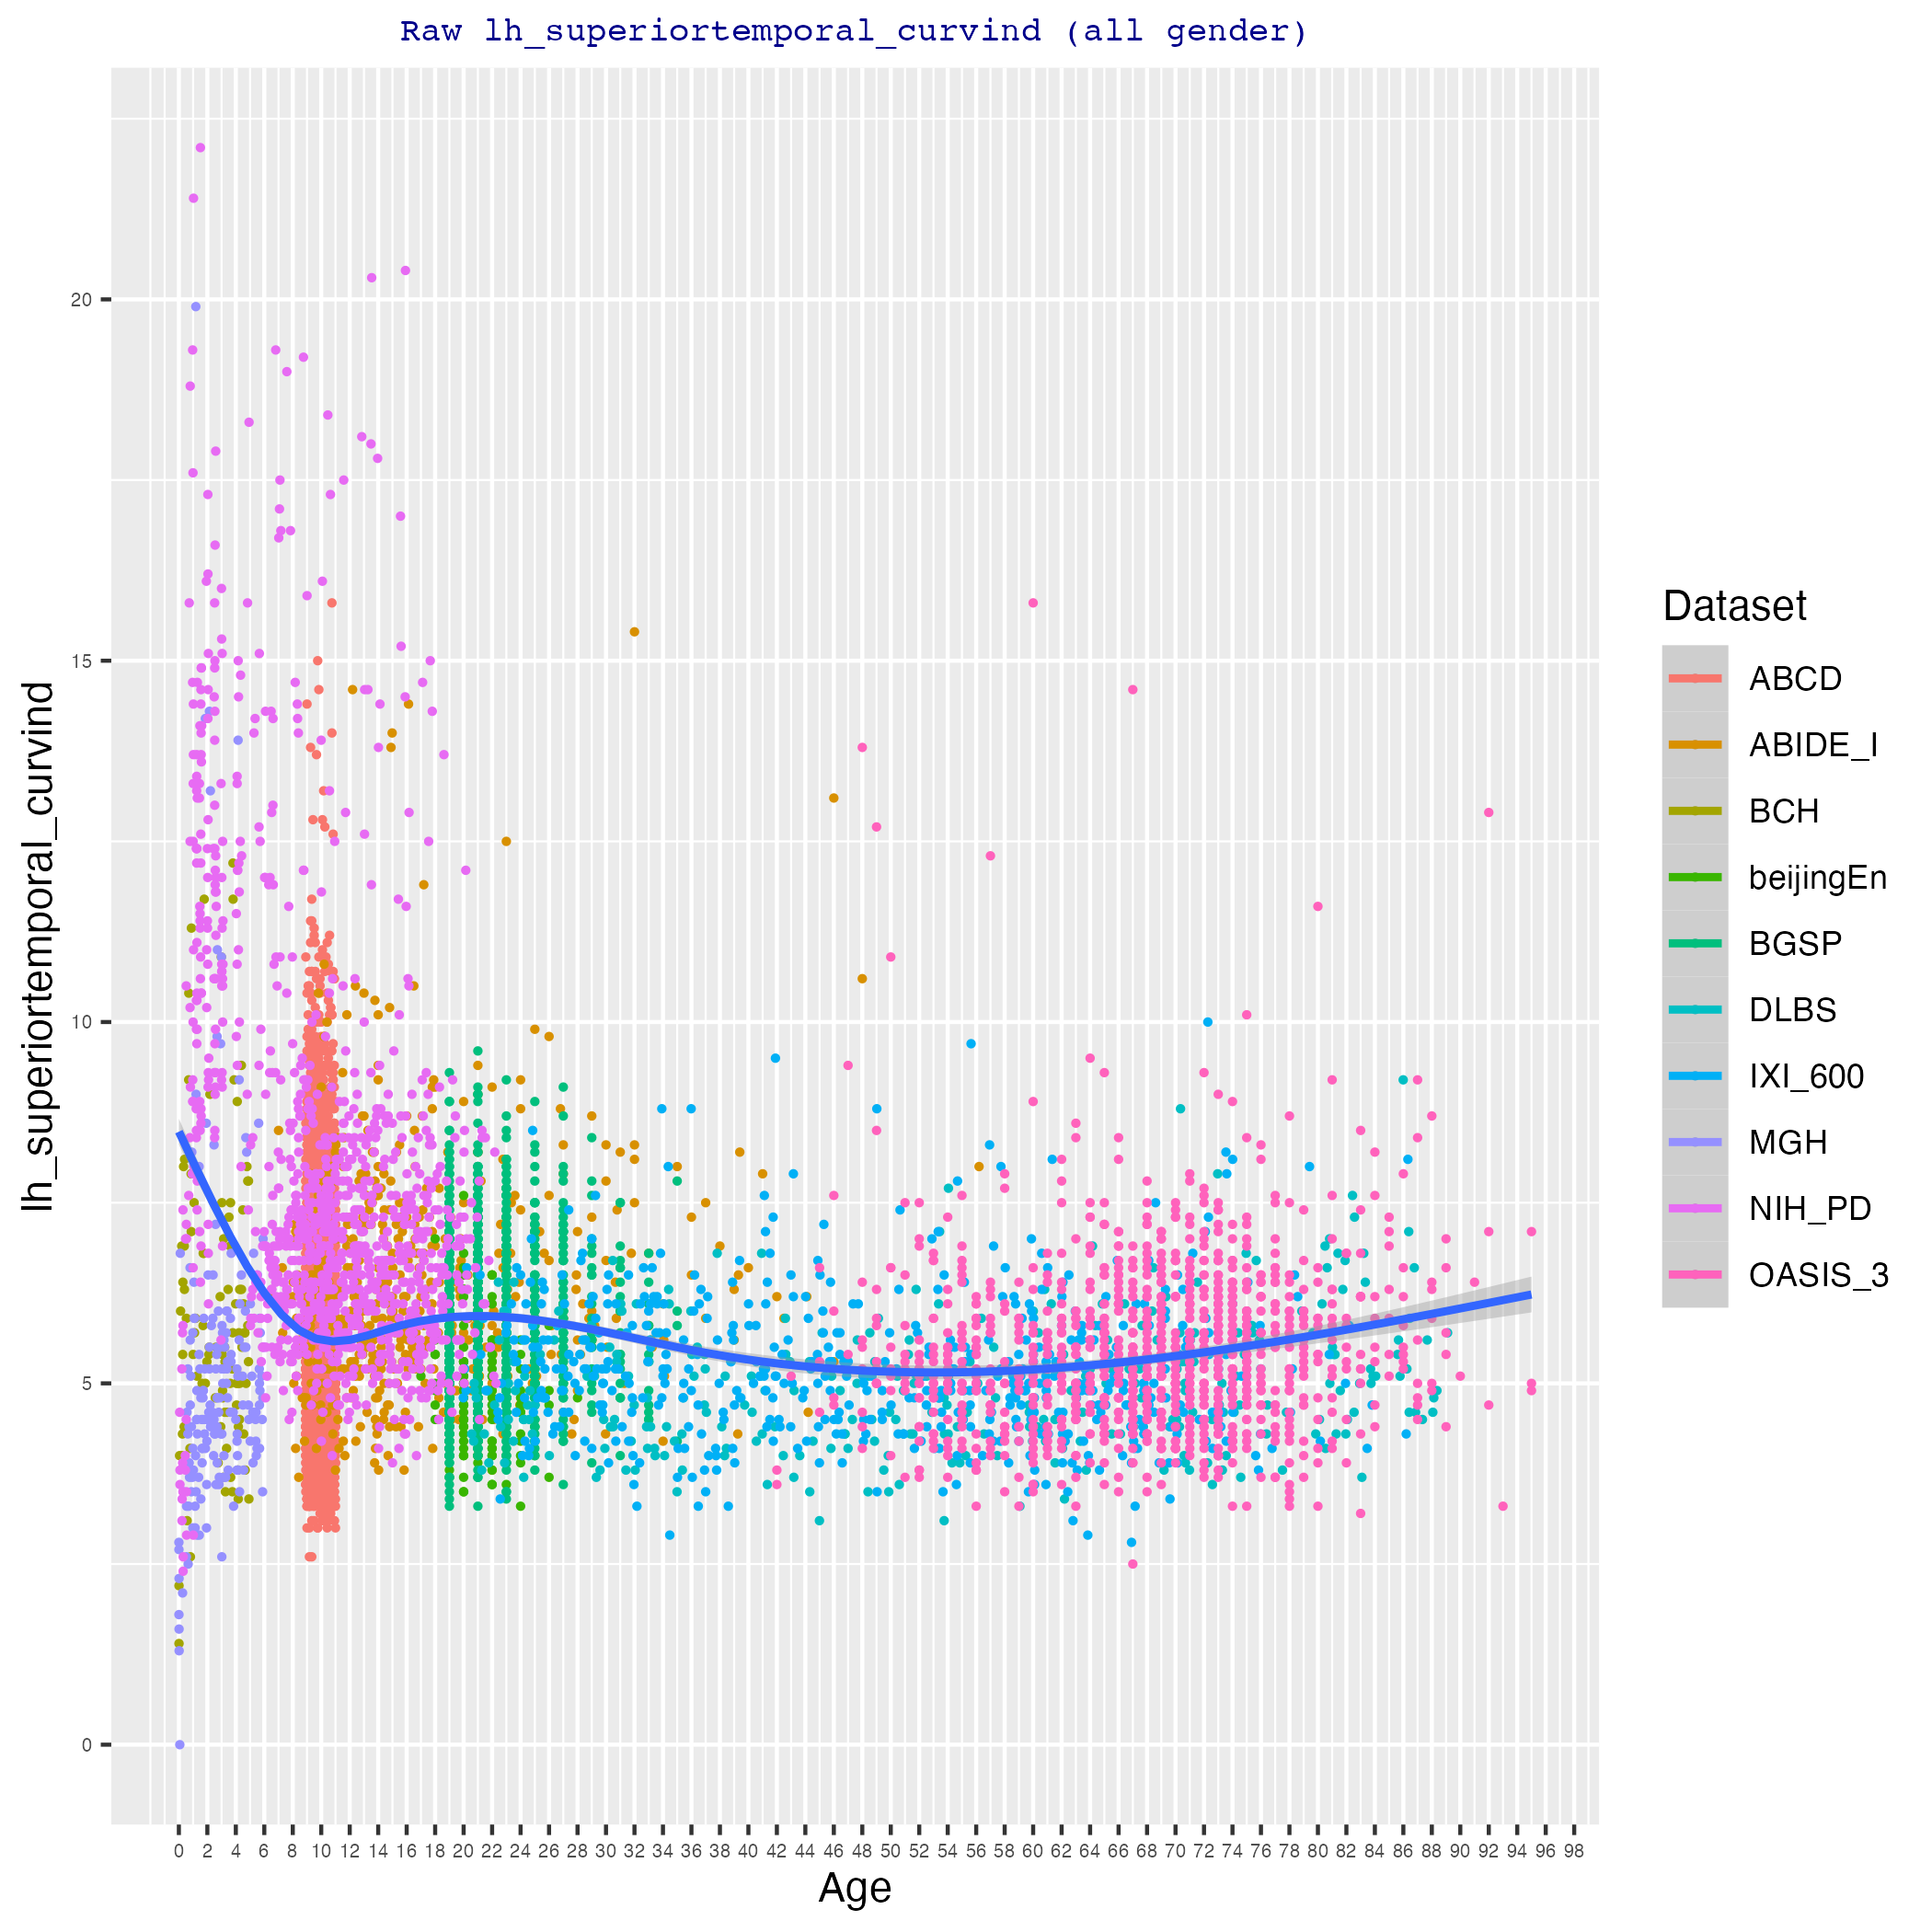 Raw lh_superiortemporal_curvind (all gender)
lh_superiortemporal_curvind
20
15
10
5
0
0 2 4 6 8 10 12 14 16 18 20 22 24 26 28 30 32 34 36 38 40 42 44 46 48 50 52 54 56 58 60 62 64 66 68 70 72 74 76 78 80 82 84 86 88 90 92 94 96 98
Age
Dataset
ABCD
ABIDE_I
BCH
beijingEn
BGSP
DLBS
IXI_600
MGH
NIH_PD
OASIS_3